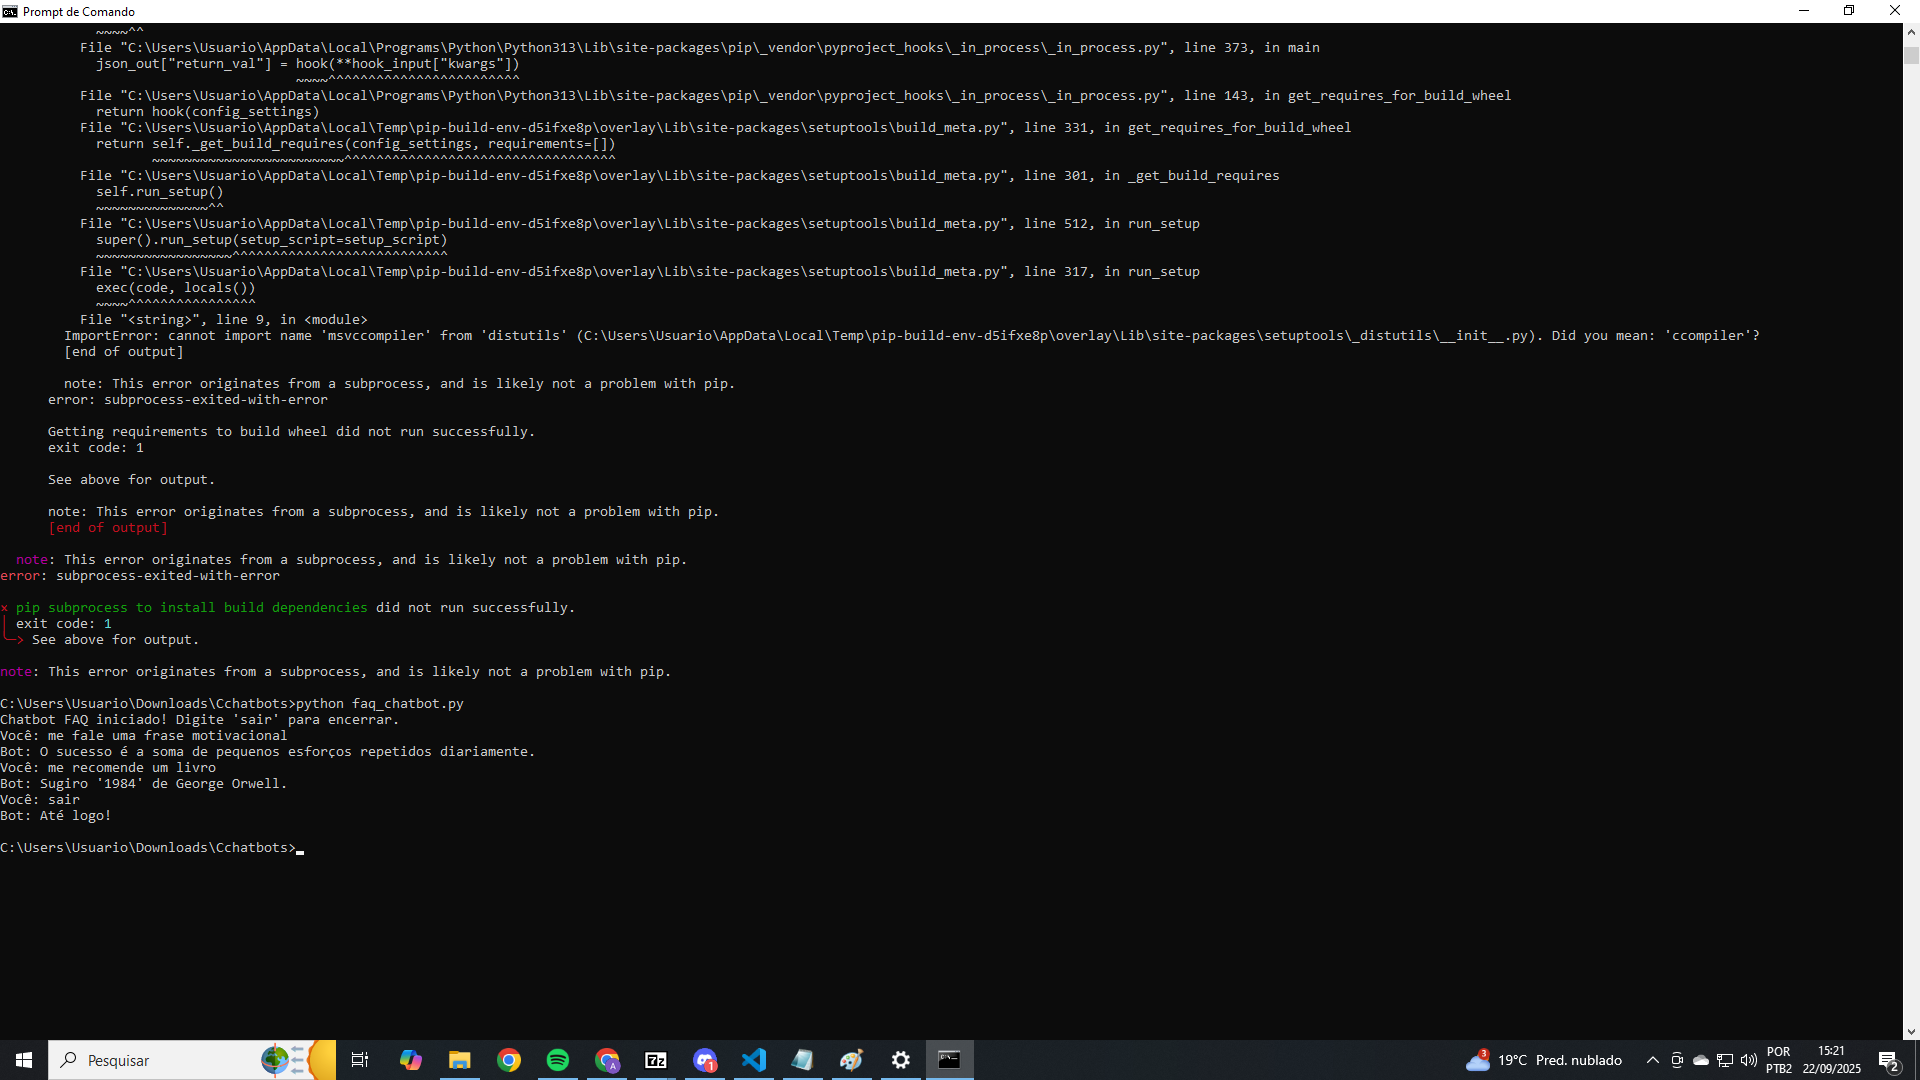 Prompt de Comando
~~~~^^
File "C:\Users\Usuario\AppData\Local\Programs\Python\Python313\Lib\site-packages\pip\_vendor\pyproject_hooks\_in_process\_in_process.py", line 373, in main
json_out["return_val"] = hook(**hook_input["kwargs"])
~~~~^^^^^^^^^^^^^^^^^^^^^^^^
File "C:\Users\Usuario\AppData\Local\Programs\Python\Python313\Lib\site-packages\pip\_vendor\pyproject_hooks\_in_process\_in_process.py", line 143, in get_requires_for_build_wheel
return hook(config_settings)
File "C:\Users\Usuario\AppData\Local\Temp\pip-build-env-d5ifxe8p\overlay\Lib\site-packages\setuptools\build_meta.py", line 331, in get_requires_for_build_wheel
return self._get_build_requires(config_settings, requirements=[])
~~~~~~~~~~~~~~~~~~~~~~~~^^^^^^^^^^^^^^^^^^^^^^^^^^^^^^^^^^
File "C:\Users\Usuario\AppData\Local\Temp\pip-build-env-d5ifxe8p\overlay\Lib\site-packages\setuptools\build_meta.py", line 301, in _get_build_requires
self.run_setup()
~~~~~~~~~~~~~~^^
File "C:\Users\Usuario\AppData\Local\Temp\pip-build-env-d5ifxe8p\overlay\Lib\site-packages\setuptools\build_meta.py", line 512, in run_setup
super().run_setup(setup_script=setup_script)
~~~~~~~~~~~~~~~~~^^^^^^^^^^^^^^^^^^^^^^^^^^^
File "C:\Users\Usuario\AppData\Local\Temp\pip-build-env-d5ifxe8p\overlay\Lib\site-packages\setuptools\build_meta.py", line 317, in run_setup
exec(code, locals())
~~~~^^^^^^^^^^^^^^^^
File "<string>", line 9, in <module>
ImportError: cannot import name 'msvccompiler' from 'distutils' (C:\Users\Usuario\AppData\Local\Temp\pip-build-env-d5ifxe8p\overlay\Lib\site-packages\setuptools\_distutils\__init__.py). Did you mean: 'ccompiler'?
[end of output]
note: This error originates from a subprocess, and is likely not a problem with pip.
error: subprocess-exited-with-error
Getting requirements to build wheel did not run successfully.
exit code: 1
See above for output.
note: This error originates from a subprocess, and is likely not a problem with pip.
[end of output]
note: This error originates from a subprocess, and is likely not a problem with pip.
error: subprocess-exited-with-error
× pip subprocess to install build dependencies did not run successfully.
│ exit code: 1
╰─> See above for output.
note: This error originates from a subprocess, and is likely not a problem with pip.
C:\Users\Usuario\Downloads\Cchatbots>python faq_chatbot.py
Chatbot FAQ iniciado! Digite 'sair' para encerrar.
Você: me fale uma frase motivacional
Bot: O sucesso é a soma de pequenos esforços repetidos diariamente.
Você: me recomende um livro
Bot: Sugiro '1984' de George Orwell.
Você: sair
Bot: Até logo!
C:\Users\Usuario\Downloads\Cchatbots>
Pesquisar
7z
A
1
3
19°C Pred. nublado
POR
PTB2
15:21
22/09/2025
2